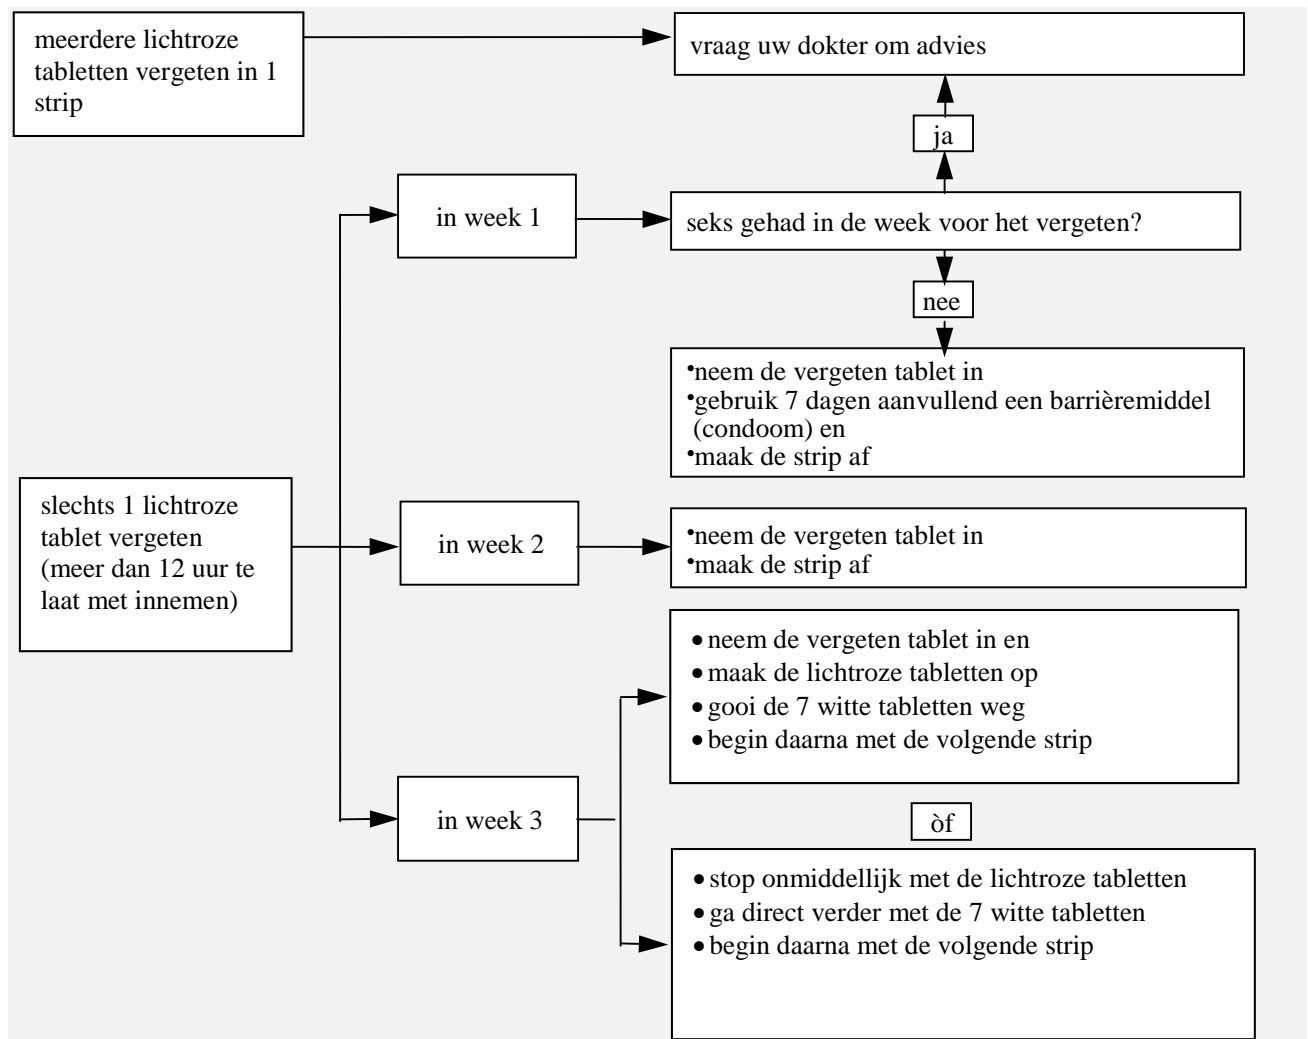 meerdere lichtroze
tabletten vergeten in 1
strip
vraag uw dokter om advies
ja
in week 1
seks gehad in de week voor het vergeten?
nee
•neem de vergeten tablet in
•gebruik 7 dagen aanvullend een barrièremiddel
(condoom) en
•maak de strip af
slechts 1 lichtroze
tablet vergeten
(meer dan 12 uur te
laat met innemen)
in week 2
•neem de vergeten tablet in
•maak de strip af
• neem de vergeten tablet in en
• maak de lichtroze tabletten op
• gooi de 7 witte tabletten weg
• begin daarna met de volgende strip
in week 3
òf
• stop onmiddellijk met de lichtroze tabletten
• ga direct verder met de 7 witte tabletten
• begin daarna met de volgende strip